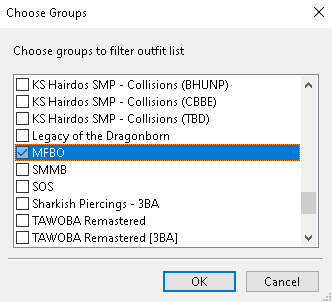 Choose Groups
Choose groups to filter outfit list
KS Hairdos SMP - Collisions (BHUNP)
KS Hairdos SMP - Collisions (CBBE)
KS Hairdos SMP - Collisions (TBD)
Legacy of the Dragonborn
MFBO
SMMB
SOS
Sharkish Piercings - 3BA
TAWOBA Remastered
TAWOBA Remastered [3BA]
OK
Cancel